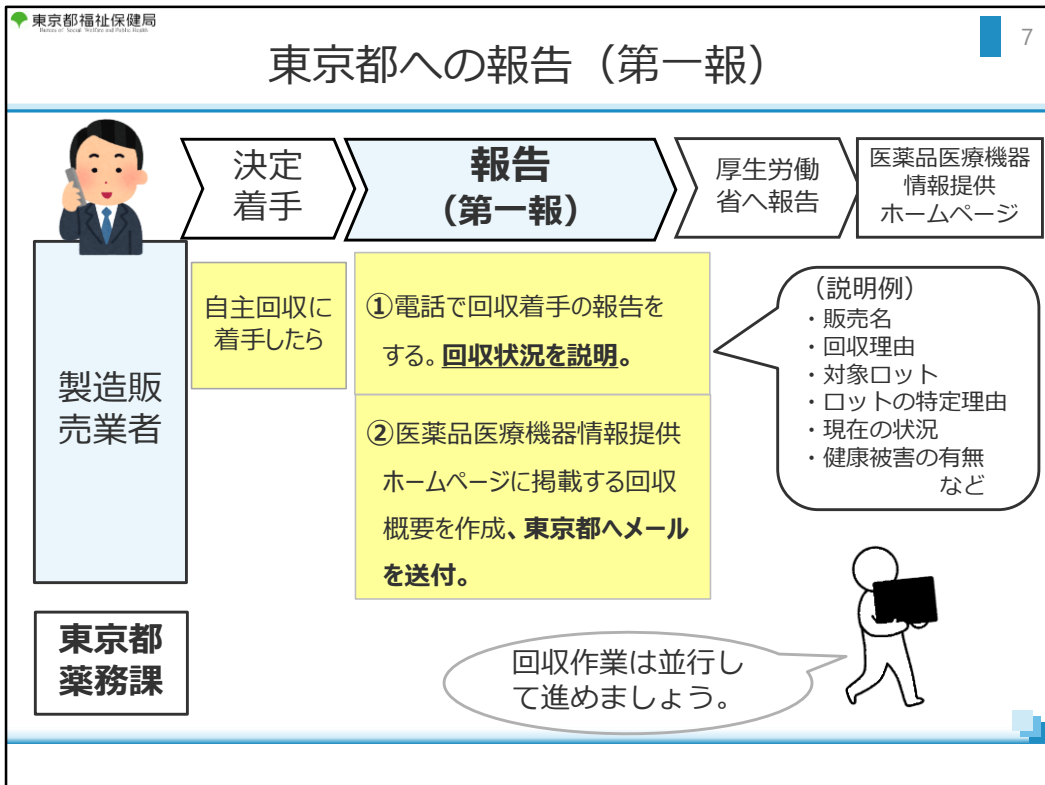 東京都福祉保健局
Bureau of Social Welfare and Public Health
7
東京都への報告（第一報）
決定
着手
報告
（第一報）
厚生労働
省へ報告
医薬品医療機器
情報提供
ホームページ
製造販
売業者
自主回収に
着手したら
①電話で回収着手の報告を
する。回収状況を説明。
②医薬品医療機器情報提供
ホームページに掲載する回収
概要を作成、東京都へメール
を送付。
（説明例）
・販売名
・回収理由
・対象ロット
・ロットの特定理由
・現在の状況
・健康被害の有無
など
東京都
薬務課
回収作業は並行し
て進めましょう。